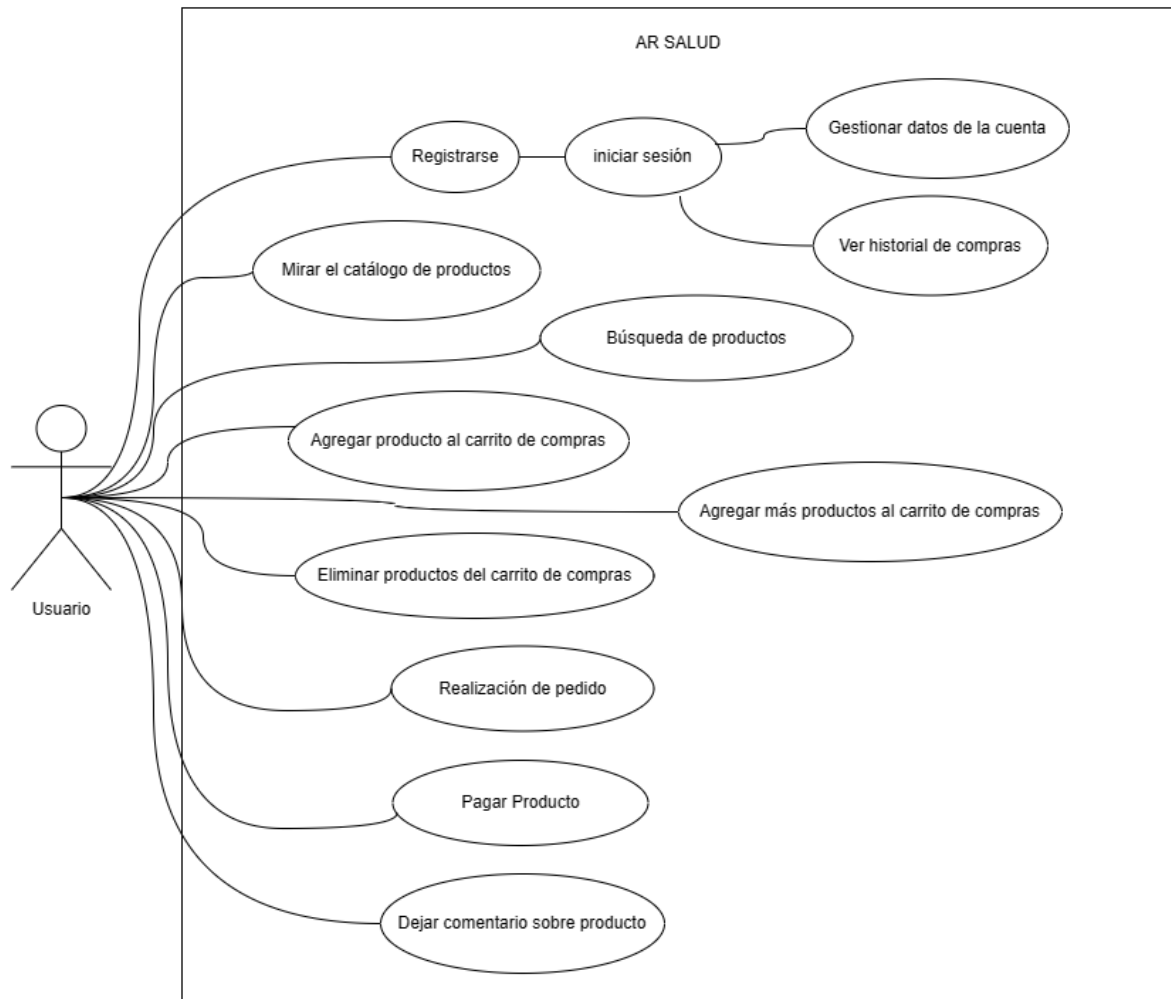 AR SALUD
Gestionar datos de la cuenta
Registrarse
iniciar sesión
Ver historial de compras
Mirar el catálogo de productos
Búsqueda de productos
Agregar producto al carrito de compras
Agregar más productos al carrito de compras
Eliminar productos del carrito de compras
Usuario
Realización de pedido
Pagar Producto
Dejar comentario sobre producto